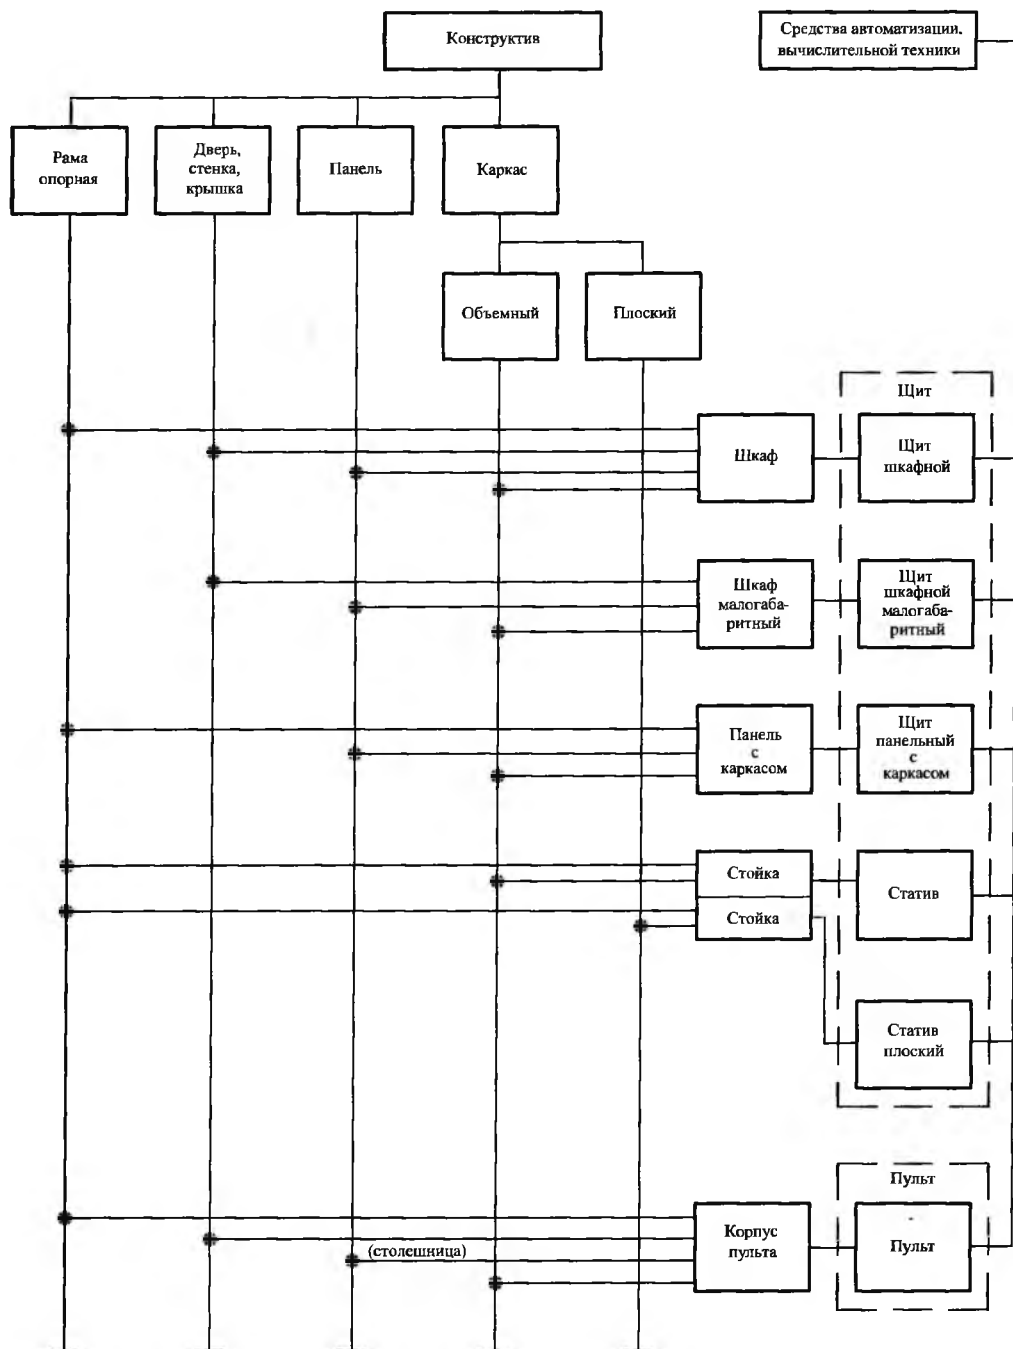 Конструктив
Средства автоматизации,
вычислительной техники
Рама
опорная
Дверь,
стенка,
крышка
Панель
Каркас
Объемный
Плоский
Щит
Шкаф
Щит
шкафной
Шкаф
малогаба-
ритный
Щит
шкафной
малогаба-
ритный
Панель
с
каркасом
Щит
панельный
с
каркасом
Стойка
Стойка
Статив
Статив
плоский
Пульт
Корпус
пульта
Пульт
(столешница)